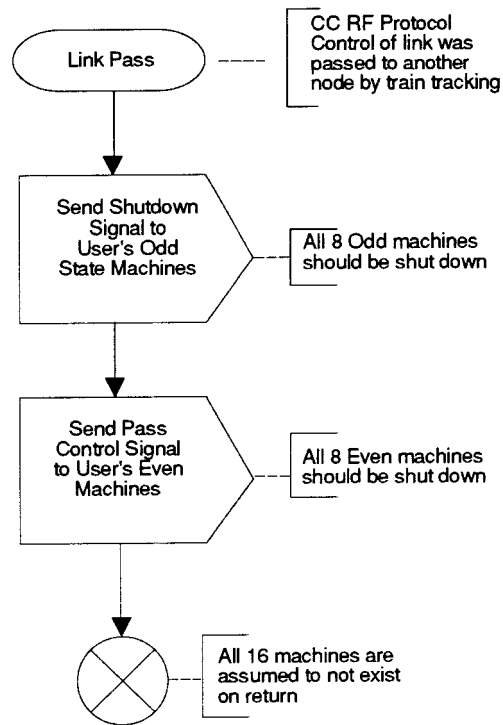 Link Pass
CC RF Protocol
Control of link was
passed to another
node by train tracking
Send Shutdown
Signal to
User's Odd
State Machines
All 8 Odd machines
should be shut down
Send Pass
Control Signal
to User's Even
Machines
All 8 Even machines
should be shut down
All 16 machines are
assumed to not exist
on return